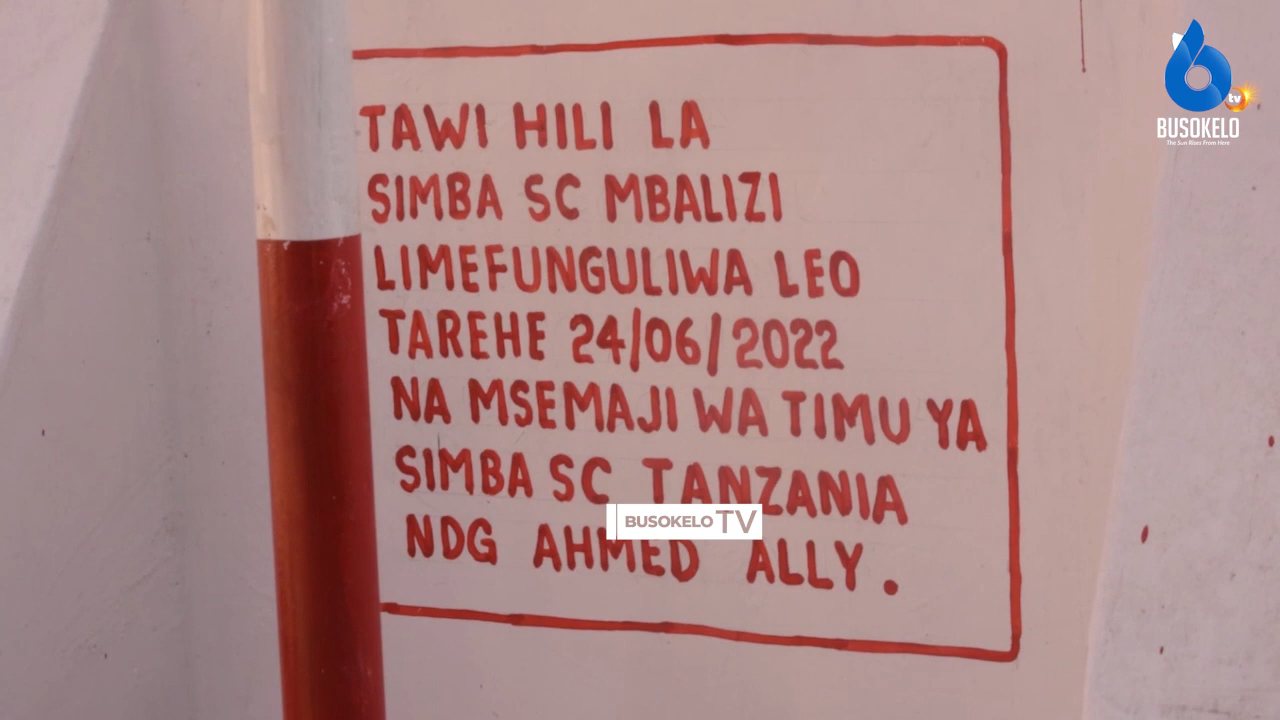 TAWI HILI LA
SIMBA SC MBALIZI
LIMEFUNGULIWA LEO
TAREHE 24/06/2022
NA MSEMAJI WA TIMU YA
SIMBA SC TANZANIA
NDG AHMED ALLY.
BUSOKELO TV
tv
BUSOKELO
The Sun Rises From Here